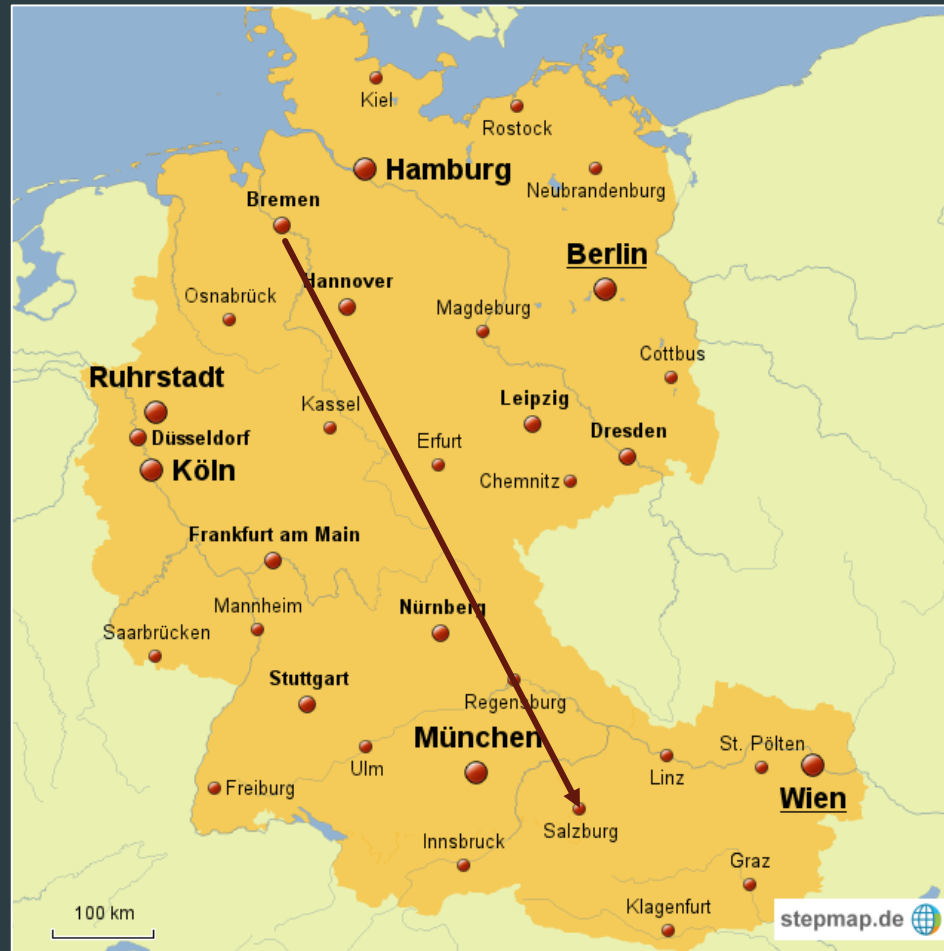 Kiel
Rostock
Hamburg
Neubrandenburg
Bremen
Berlin
Hannover
Osnabrück
Magdeburg
Cottbus
Ruhrstadt
Kassel
Leipzig
Düsseldorf
Erfurt
Dresden
Köln
Chemnitz
Frankfurt am Main
Mannheim
Nürnberg
Saarbrücken
Stuttgart
Regensburg
München
St. Pölten
Ulm
Linz
Freiburg
Wien
Salzburg
Innsbruck
Graz
Klagenfurt
100 km
stepmap.de